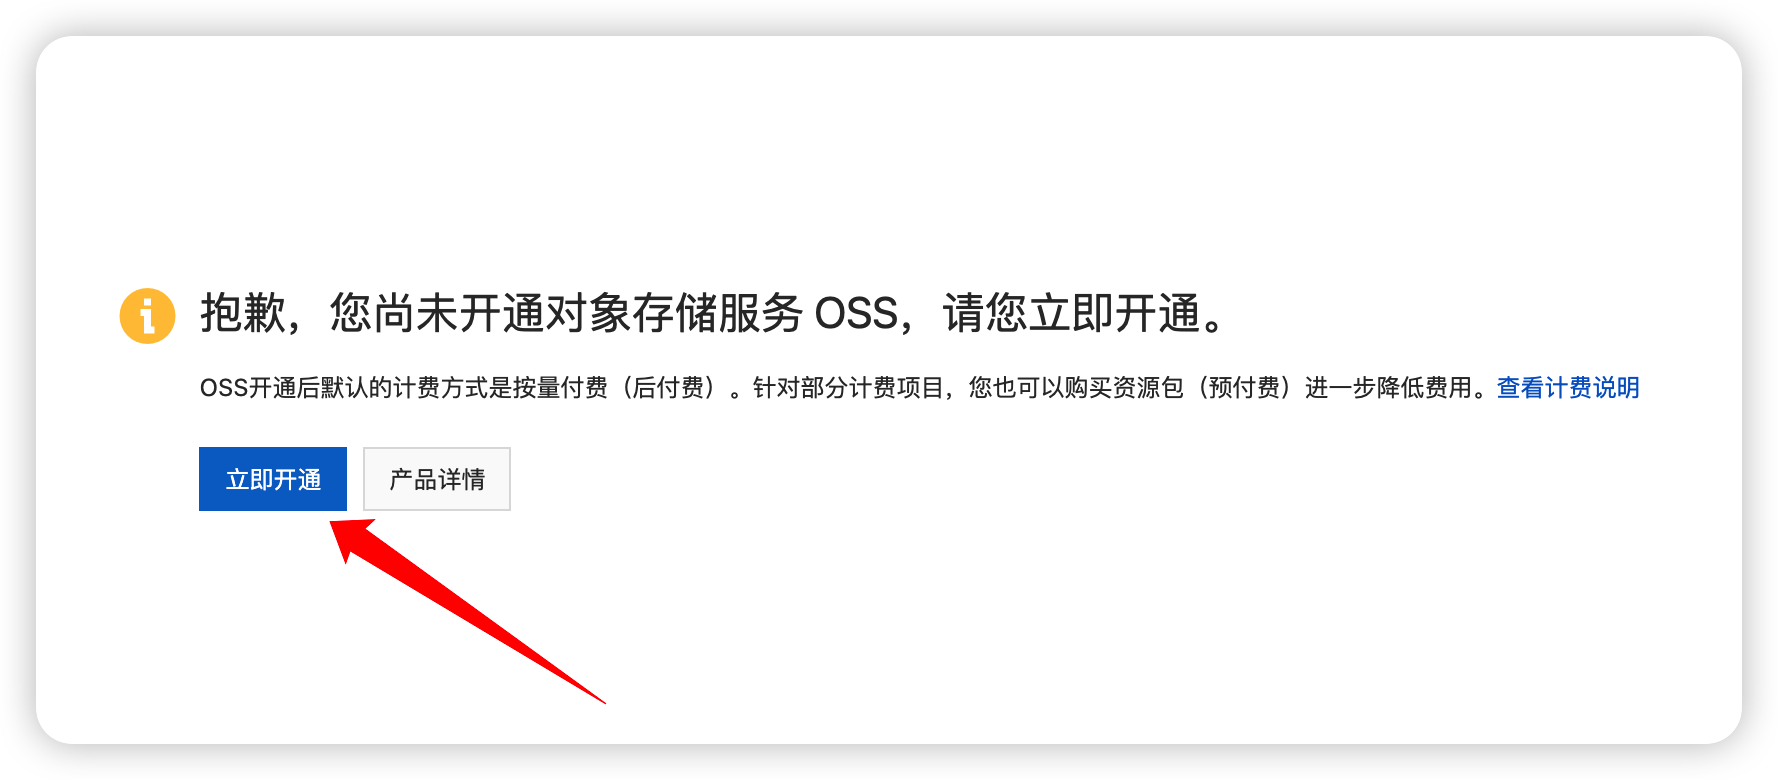 抱歉，您尚未开通对象存储服务 OSS，请您立即开通。
OSS开通后默认的计费方式是按量付费（后付费）。针对部分计费项目，您也可以购买资源包（预付费）进一步降低费用。查看计费说明
立即开通 产品详情